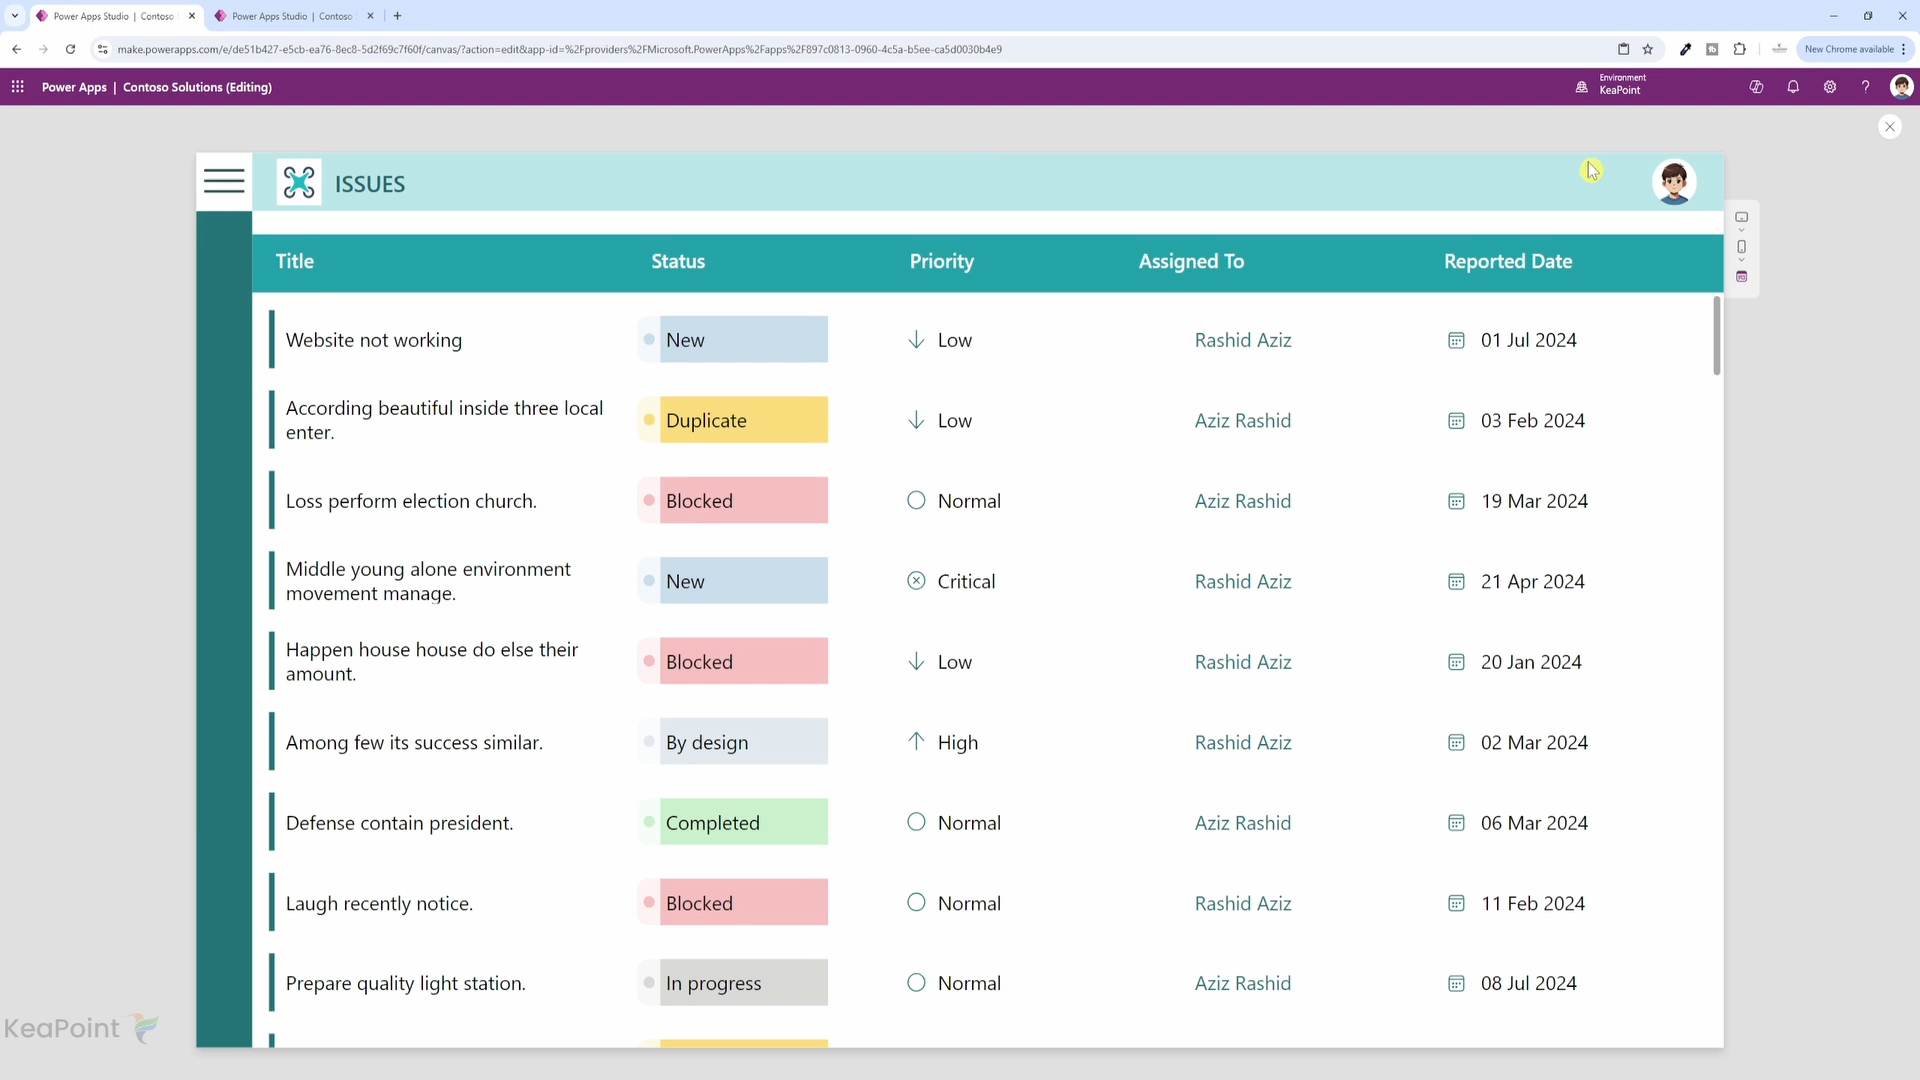 Power Apps Studio | Contoso
Power Apps Studio | Contoso
make.powerapps.com/e/de51b427-e5cb-ea76-8ec8-5d2f69c7f60f/canvas/?action=edit&app-id=%2Fproviders%2FMicrosoft.PowerApps%2Fapps%2F897c0813-0960-4c5a-b5ee-ca5d0030b4e9
New Chrome available
Power Apps | Contoso Solutions (Editing)
Environment
KeaPoint
ISSUES
Title Status Priority Assigned To Reported Date
Website not working New Low Rashid Aziz 01 Jul 2024
According beautiful inside three local
enter. Duplicate Low Aziz Rashid 03 Feb 2024
Loss perform election church. Blocked Normal Aziz Rashid 19 Mar 2024
Middle young alone environment
movement manage. New Critical Rashid Aziz 21 Apr 2024
Happen house house do else their
amount. Blocked Low Rashid Aziz 20 Jan 2024
Among few its success similar. By design High Rashid Aziz 02 Mar 2024
Defense contain president. Completed Normal Aziz Rashid 06 Mar 2024
Laugh recently notice. Blocked Normal Rashid Aziz 11 Feb 2024
Prepare quality light station. In progress Normal Aziz Rashid 08 Jul 2024
KeaPoint